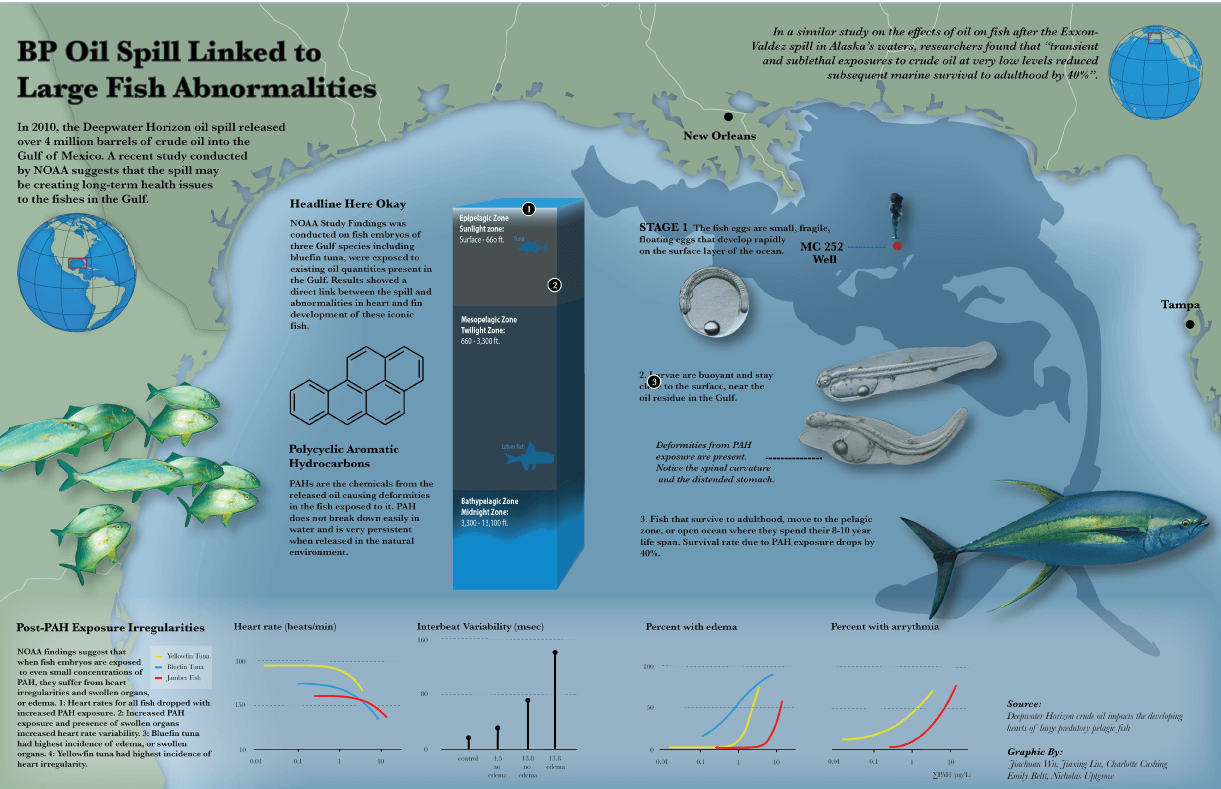 BP Oil Spill Linked to
Large Fish Abnormalities
In 2010, the Deepwater Horizon oil spill released
over 4 million barrels of crude oil into the
Gulf of Mexico. A recent study conducted
by NOAA suggests that the spill may
be creating long-term health issues
to the fishes in the Gulf.
In a similar study on the effects of oil on fish after the Exxon-
Valdez spill in Alaska's waters, researchers found that "transient
and sublethal exposures to crude oil at very low levels reduced
subsequent marine survival to adulthood by 40%".
New Orleans
MC 252
Well
Tampa
Headline Here Okay
NOAA Study Findings was
conducted on fish embryos of
three Gulf species including
bluefin tuna, were exposed to
existing oil quantities present in
the Gulf. Results showed a
direct link between the spill and
abnormalities in heart and fin
development of these iconic
fish.
Polycyclic Aromatic
Hydrocarbons
PAHs are the chemicals from the
released oil causing deformities
in the fish exposed to it. PAH
does not break down easily in
water and is very persistent
when released in the natural
environment.
1
Epipelagic Zone
Sunlight zone:
Surface - 660 ft.
Tuna
2
Mesopelagic Zone
Twilight Zone:
660 - 3,300 ft.
Bathypelagic Zone
Midnight Zone:
3,300 - 13,100 ft.
STAGE 1 The fish eggs are small, fragile,
floating eggs that develop rapidly
on the surface layer of the ocean.
2. Larvae are buoyant and stay
3
to the surface, near the
oil residue in the Gulf.
Deformities from PAH
exposure are present.
Notice the spinal curvature
and the distended stomach.
3. Fish that survive to adulthood, move to the pelagic
zone, or open ocean where they spend their 8-10 year
life span. Survival rate due to PAH exposure drops by
40%.
Post-PAH Exposure Irregularities
NOAA findings suggest that
when fish embryos are exposed
to even small concentrations of
PAH, they suffer from heart
irregularities and swollen organs,
or edema. 1: Heart rates for all fish dropped with
increased PAH exposure. 2: Increased PAH
exposure and presence of swollen organs
increased heart rate variability. 3: Bluefin tuna
had highest incidence of edema, or swollen
organs. 4: Yellowfin tuna had highest incidence of
heart irregularity.
Yellowfin Tuna
Bluefin Tuna
Jamber Fish
Heart rate (beats/min)
300
150
10
0.01 0.1 1 10
Interbeat Variability (msec)
160
80
0
control 4.5 no edema 13.8 no edema 13.8 edema
Percent with edema
100
50
0
0.01 0.1 1 10
Percent with arrythmia
0.01 0.1 1 10
∑PAH µg/L
Source:
Deepwater Horizon crude oil impacts the developing
hearts of large predatory pelagic fish
Graphic By:
Jiachuan Wu, Jiaxing Liu, Charlotte Cushing
Emily Beltt, Nicholas Uptgrow